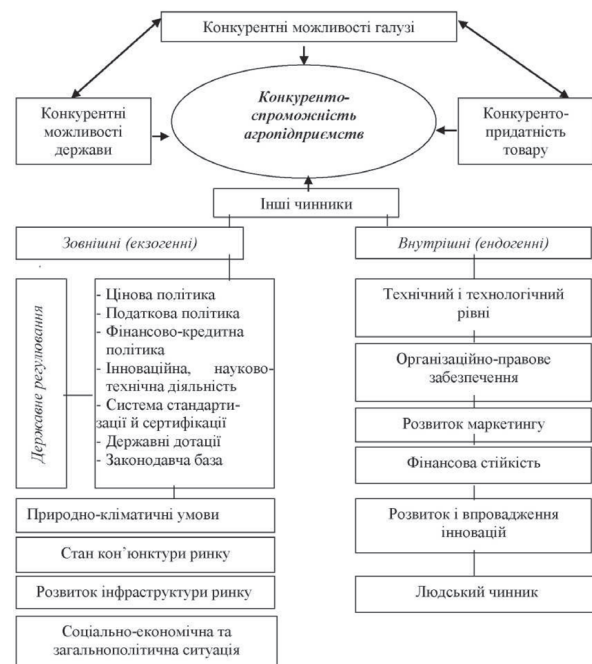 Конкурентні можливості галузі
Конкуренто-
спроможність
агропідприємств
Конкурентні
можливості
держави
Конкуренто-
придатність
товару
Інші чинники
Зовнішні (екзогенні)
Державне регулювання
- Цінова політика
- Податкова політика
- Фінансово-кредитна
політика
- Інноваційна, науково-
технічна діяльність
- Система стандарти-
зації й сертифікації
- Державні дотації
- Законодавча база
Природно-кліматичні умови
Стан кон’юнктури ринку
Розвиток інфраструктури ринку
Соціально-економічна та
загальнополітична ситуація
Внутрішні (ендогенні)
Технічний і технологічний
рівні
Організаційно-правове
забезпечення
Розвиток маркетингу
Фінансова стійкість
Розвиток і впровадження
інновацій
Людський чинник